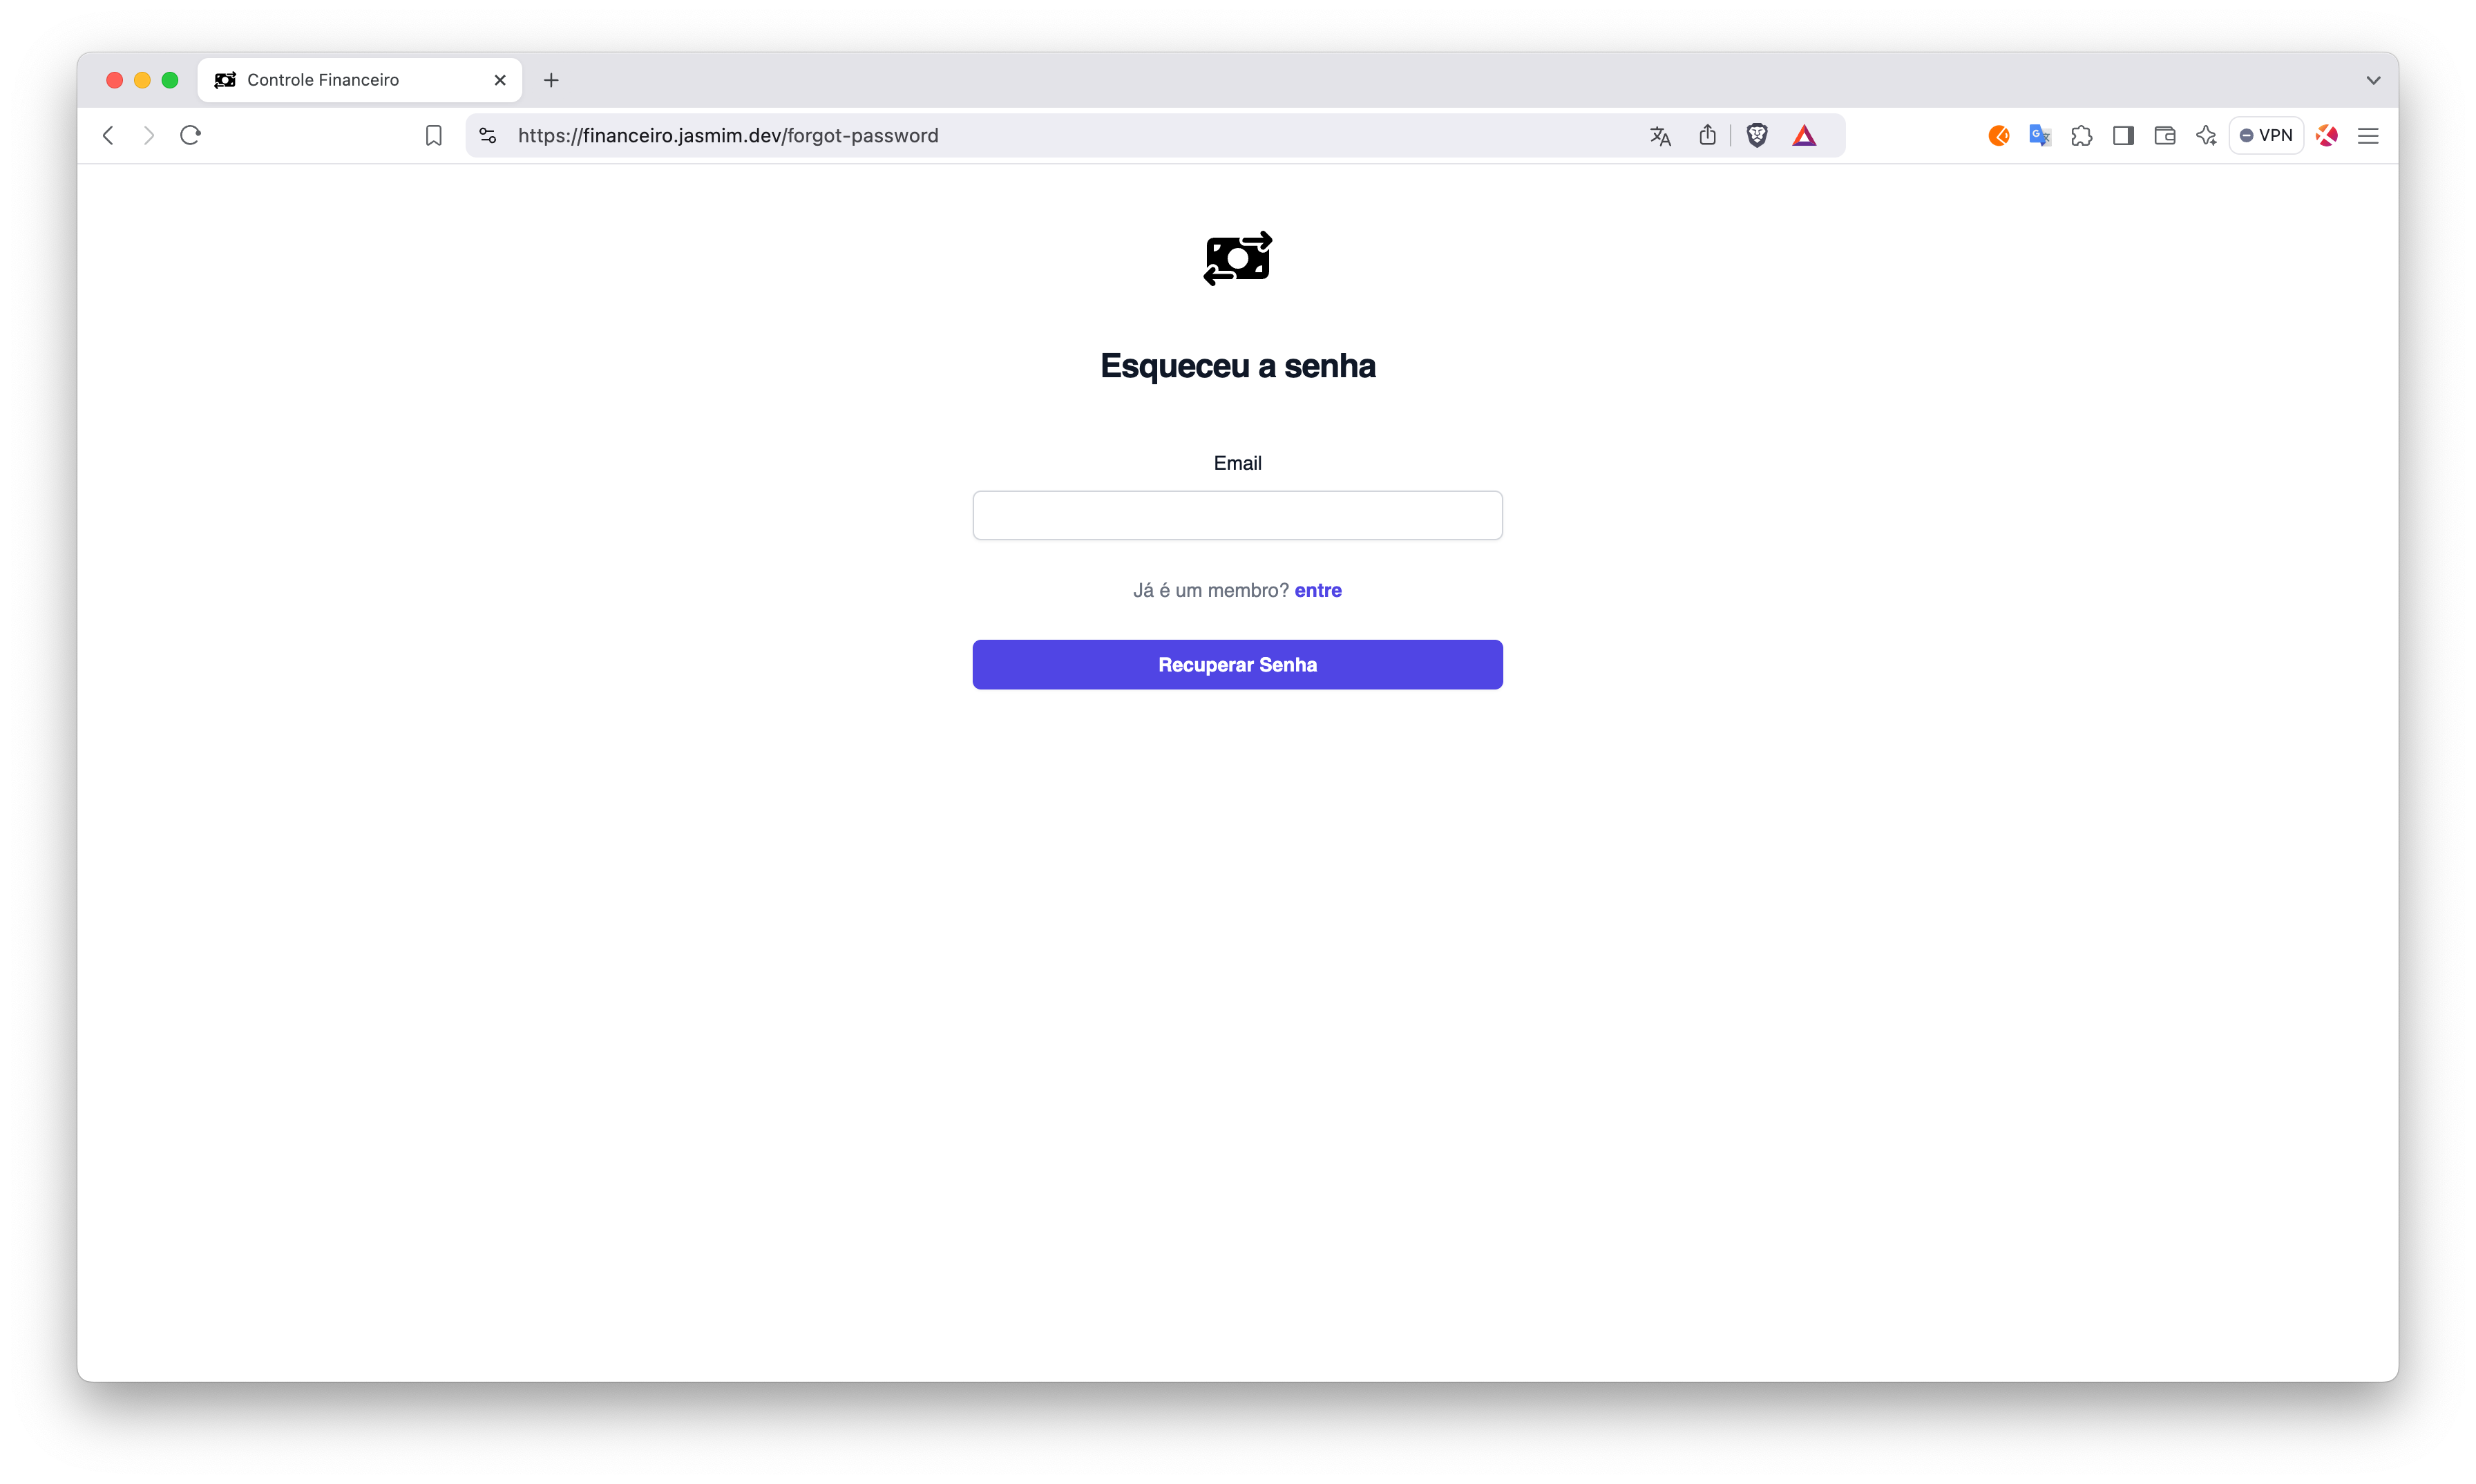 Controle Financeiro
https://financeiro.jasmim.dev/forgot-password
VPN
Esqueceu a senha
Email
Já é um membro? entre
Recuperar Senha